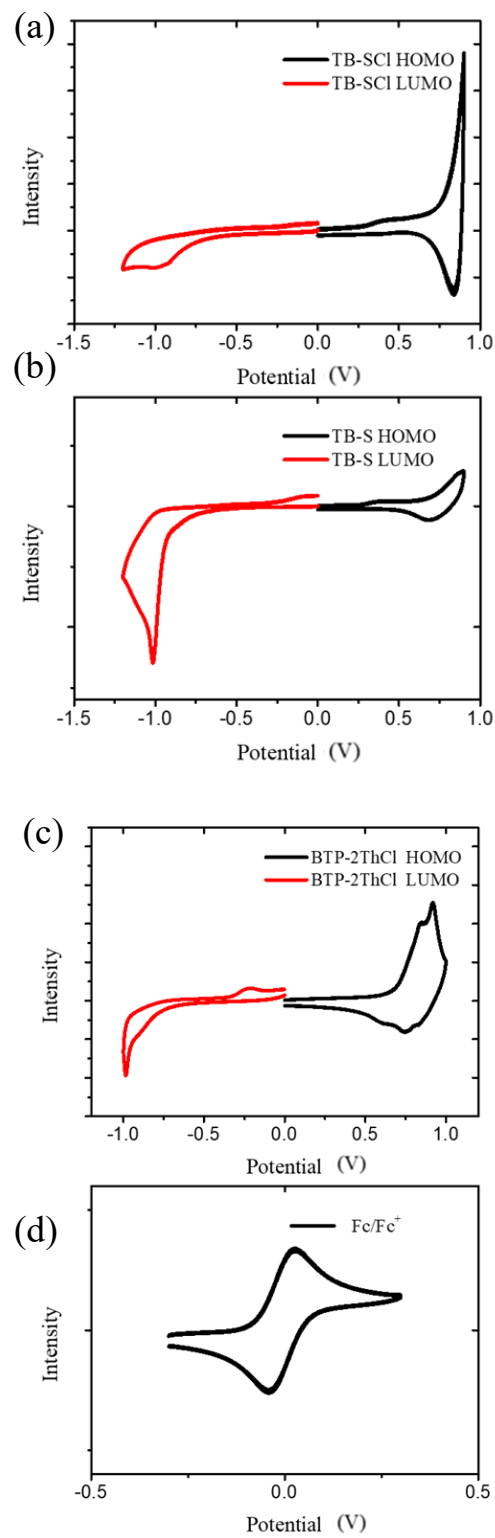 (a)
TB-SCl HOMO
TB-SCl LUMO
Intensity
-1.5 -1.0 -0.5 0.0 0.5 1.0
Potential (V)
(b)
TB-S HOMO
TB-S LUMO
Intensity
-1.5 -1.0 -0.5 0.0 0.5 1.0
Potential (V)
(c)
BTP-2ThCl HOMO
BTP-2ThCl LUMO
Intensity
-1.0 -0.5 0.0 0.5 1.0
Potential (V)
(d)
Fc/Fc+
Intensity
-0.5 0.0 0.5
Potential (V)